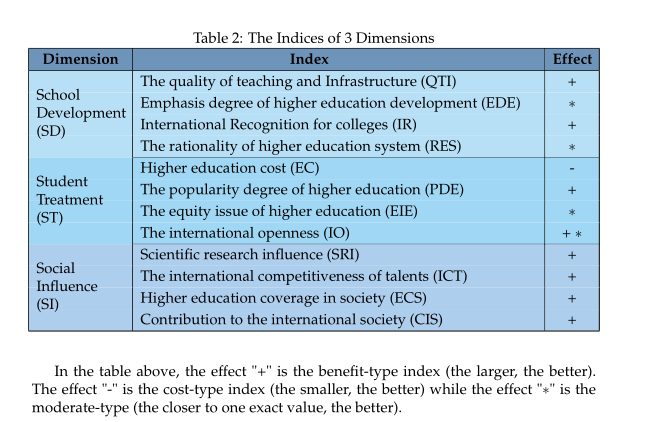 Table 2: The Indices of 3 Dimensions
Dimension Index Effect
School Development (SD)
The quality of teaching and Infrastructure (QTI) +
Emphasis degree of higher education development (EDE) *
International Recognition for colleges (IR) +
The rationality of higher education system (RES) *
Student Treatment (ST)
Higher education cost (EC) -
The popularity degree of higher education (PDE) +
The equity issue of higher education (EIE) *
The international openness (IO) + *
Social Influence (SI)
Scientific research influence (SRI) +
The international competitiveness of talents (ICT) +
Higher education coverage in society (ECS) +
Contribution to the international society (CIS) +
In the table above, the effect "+" is the benefit-type index (the larger, the better).
The effect "-" is the cost-type index (the smaller, the better) while the effect "*" is the
moderate-type (the closer to one exact value, the better).